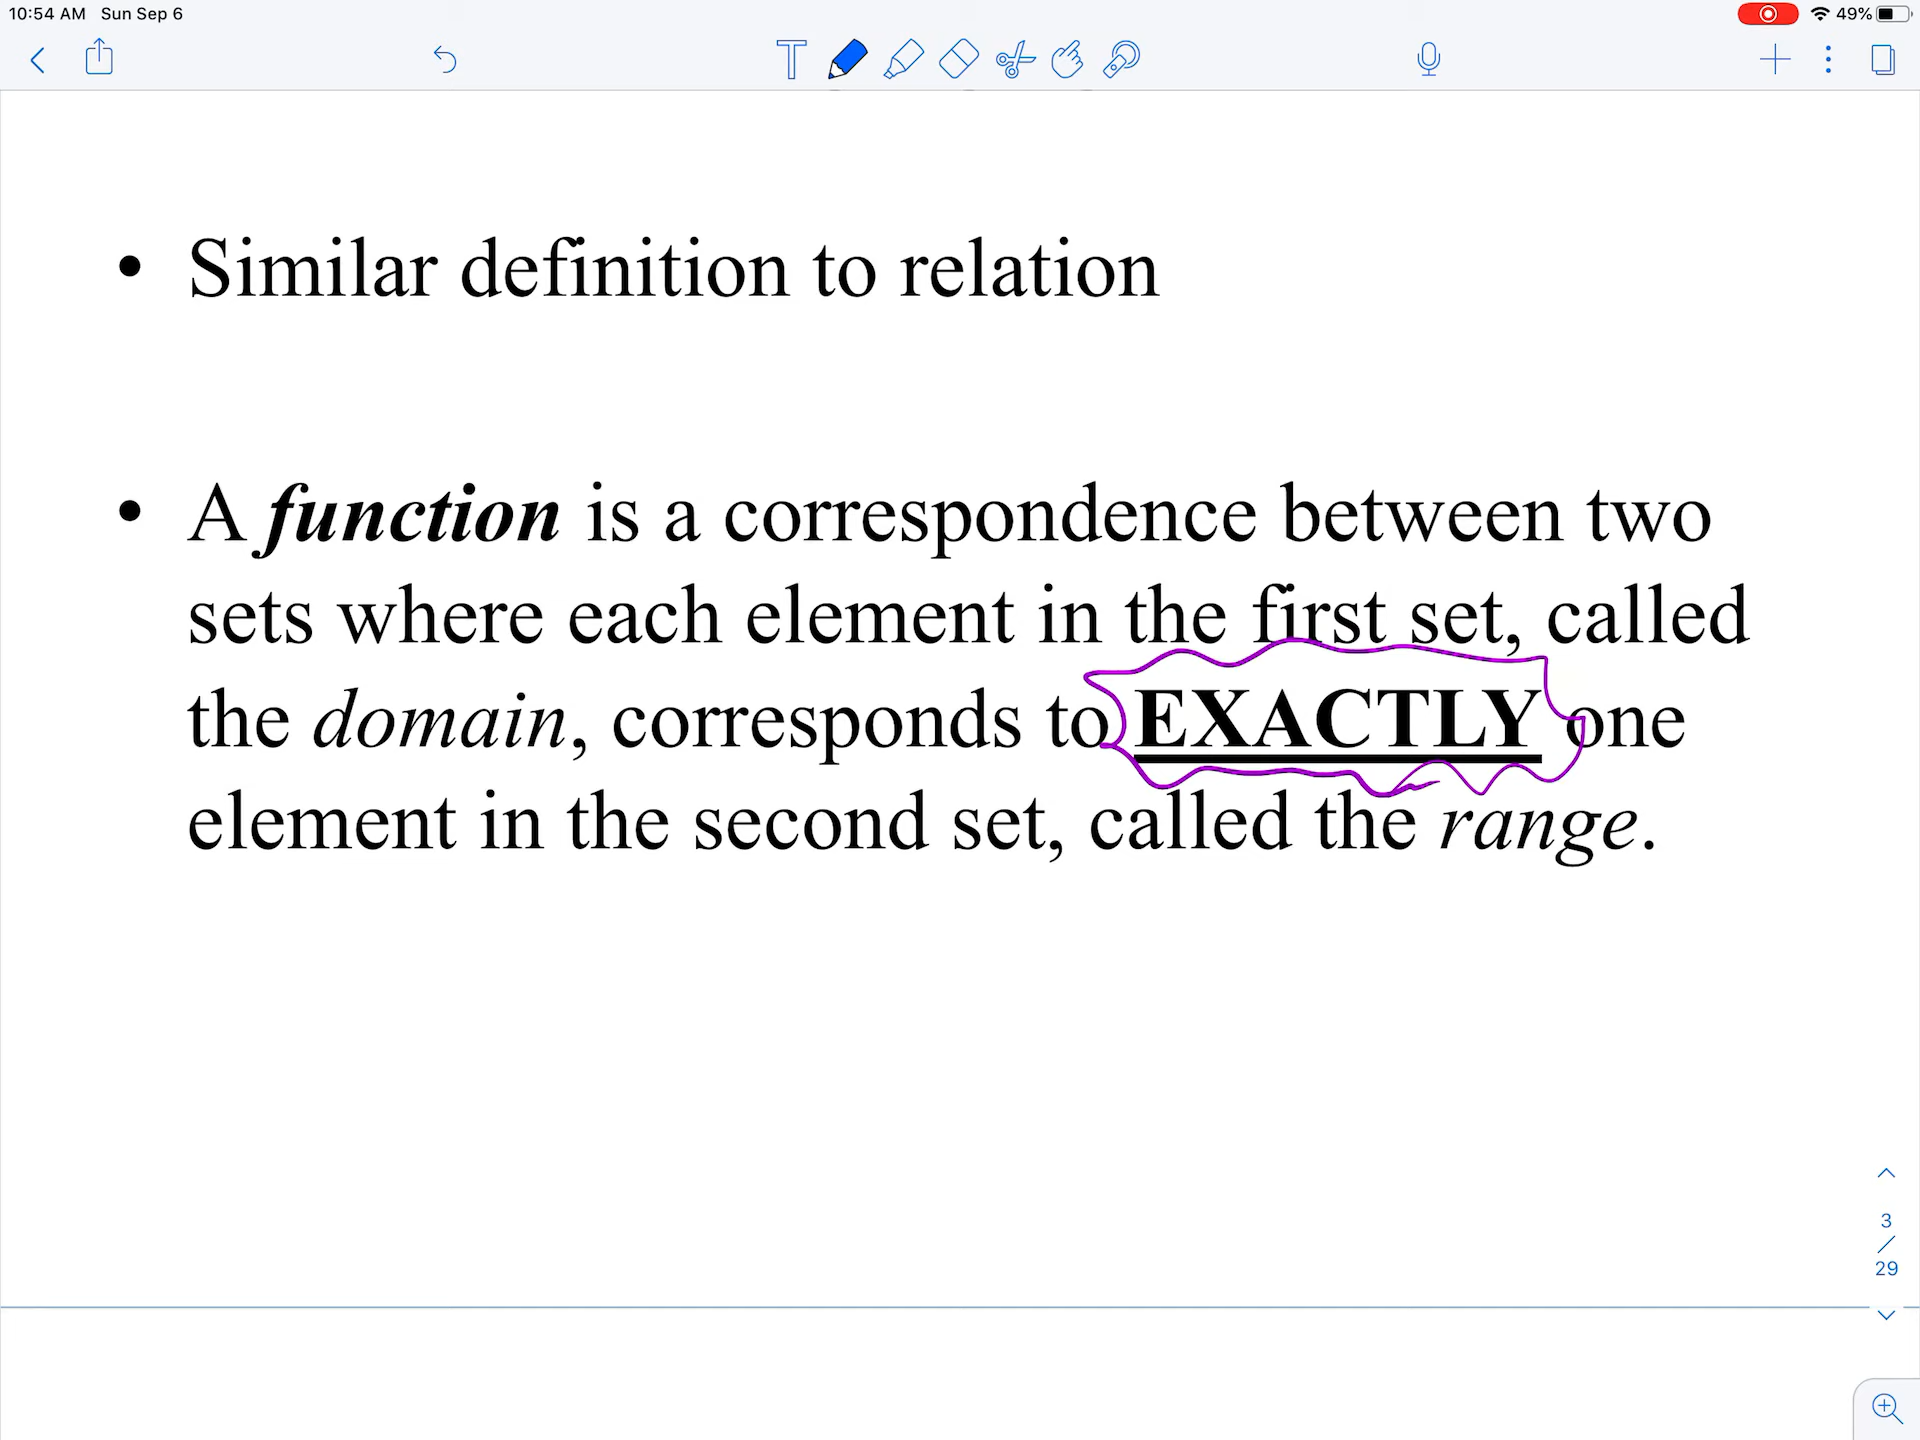 10:54 AM Sun Sep 6
49%
T
• Similar definition to relation
• A function is a correspondence between two
sets where each element in the first set, called
the domain, corresponds to EXACTLY one
element in the second set, called the range.
3
/
29